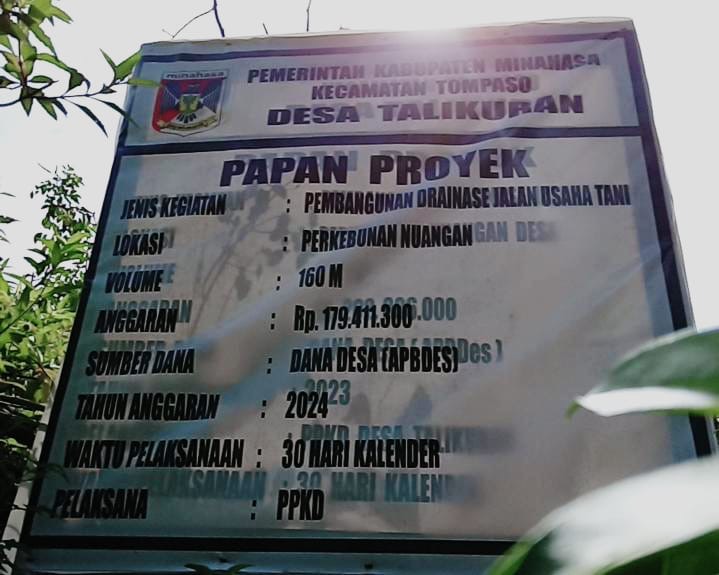 minahasa
PEMERINTAH KABUPATEN MINAHASA
KECAMATAN TOMPASO
DESA TALIKURAN
PAPAN PROYEK
JENIS KEGIATAN : PEMBANGUNAN DRAINASE JALAN USAHA TANI
LOKASI : PERKEBUNAN NUANGAN
VOLUME : 160 M
ANGGARAN : Rp. 179.411.300
SUMBER DANA : DANA DESA (APBDES)
TAHUN ANGGARAN : 2024
WAKTU PELAKSANAAN : 30 HARI KALENDER
PELAKSANA : PPKD